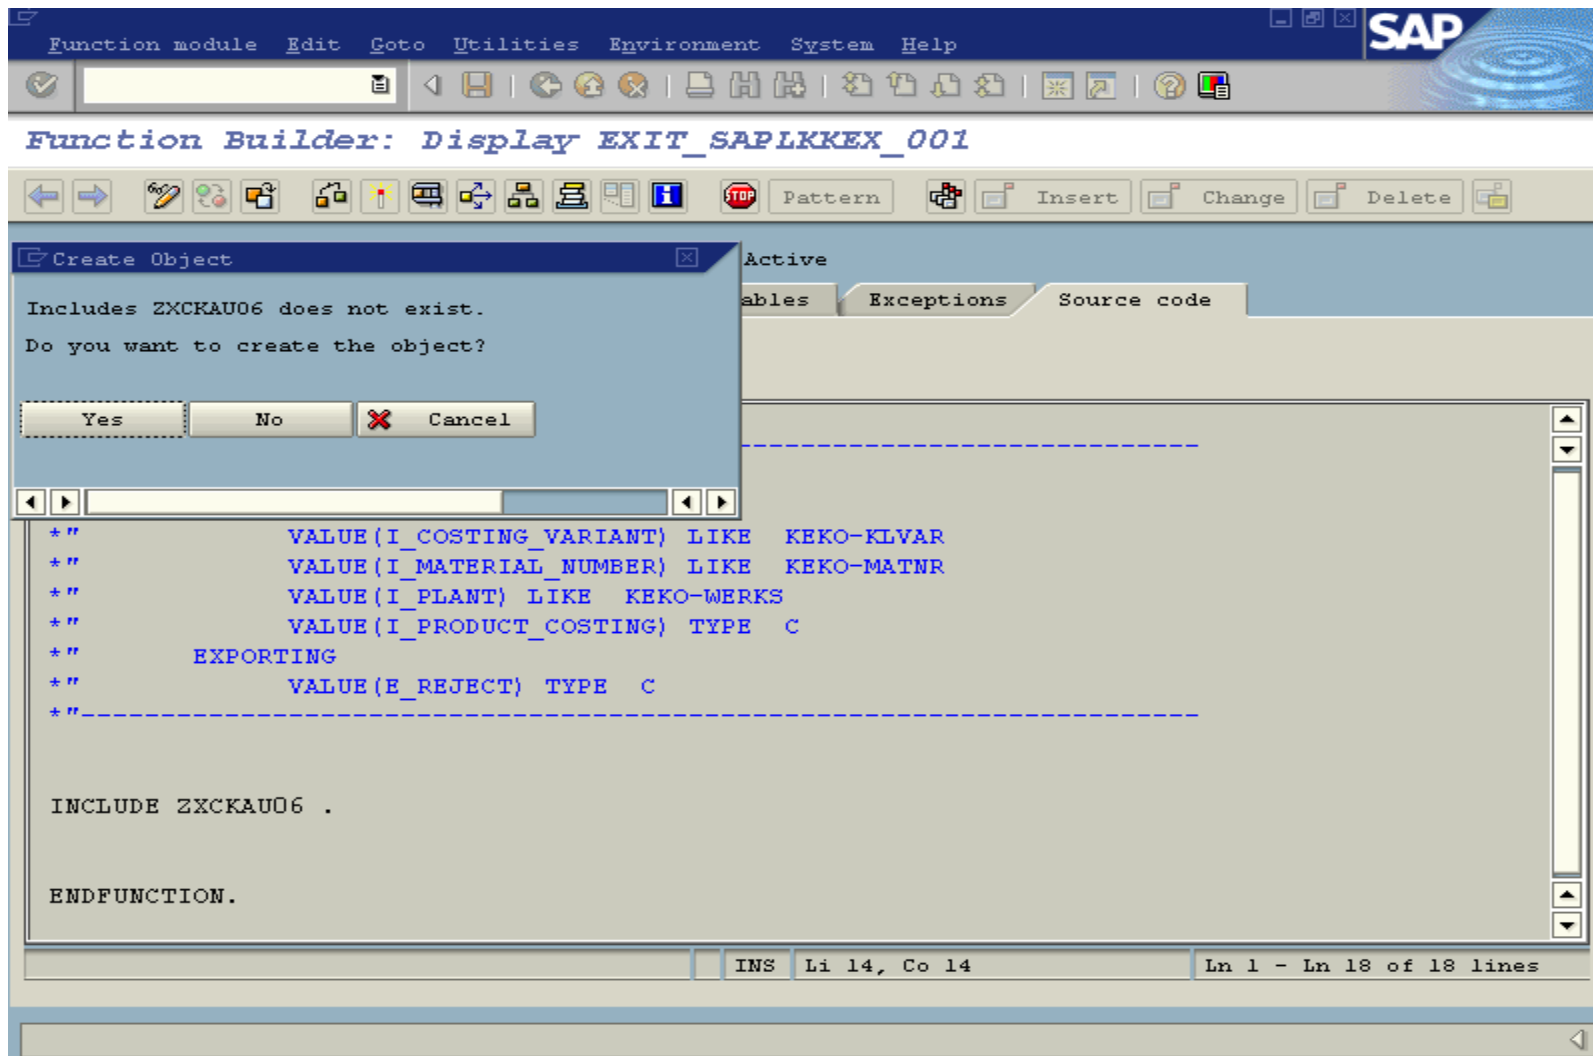 Function module Edit Goto Utilities Environment System Help
SAP
Function Builder: Display EXIT_SAPLKKEX_001
STOP Pattern Insert Change Delete
Create Object
Active
Includes ZXCKAU06 does not exist.
Do you want to create the object?
Yes No Cancel
ables Exceptions Source code
*" VALUE(I_COSTING_VARIANT) LIKE KEKO-KLVAR
*" VALUE(I_MATERIAL_NUMBER) LIKE KEKO-MATNR
*" VALUE(I_PLANT) LIKE KEKO-WERKS
*" VALUE(I_PRODUCT_COSTING) TYPE C
*" EXPORTING
*" VALUE(E_REJECT) TYPE C
*"----------------------------------------------------------------------
INCLUDE ZXCKAU06 .
ENDFUNCTION.
INS Li 14, Co 14 Ln 1 - Ln 18 of 18 lines